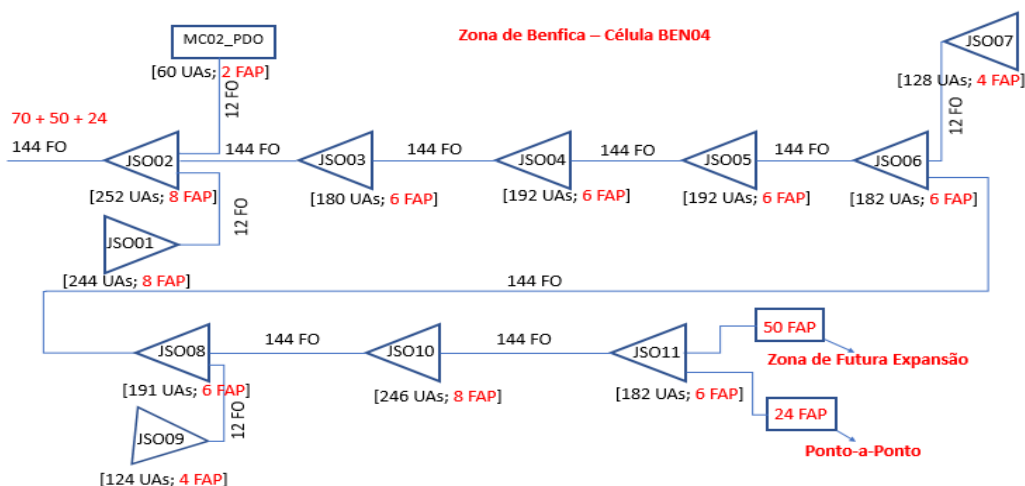 MC02_PDO
Zona de Benfica – Célula BEN04
JSO07
[60 UAs; 2 FAP]
[128 UAs; 4 FAP]
12 FO
12 FO
70 + 50 + 24
144 FO
JSO02
144 FO
JSO03
144 FO
JSO04
144 FO
JSO05
144 FO
JSO06
[252 UAs; 8 FAP]
[180 UAs; 6 FAP]
[192 UAs; 6 FAP]
[192 UAs; 6 FAP]
[182 UAs; 6 FAP]
12 FO
JSO01
[244 UAs; 8 FAP]
144 FO
JSO08
144 FO
JSO10
144 FO
JSO11
50 FAP
Zona de Futura Expansão
[191 UAs; 6 FAP]
[246 UAs; 8 FAP]
[182 UAs; 6 FAP]
24 FAP
12 FO
JSO09
Ponto-a-Ponto
[124 UAs; 4 FAP]